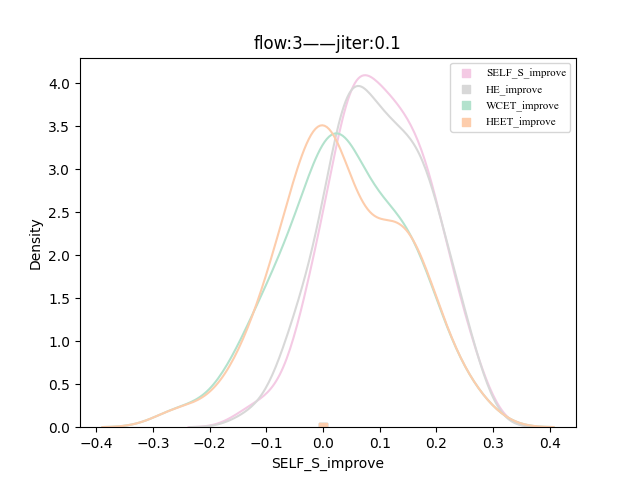 flow:3——jiter:0.1
SELF_S_improve
HE_improve
WCET_improve
HEET_improve
4.0
3.5
3.0
2.5
2.0
1.5
1.0
0.5
0.0
Density
−0.4 −0.3 −0.2 −0.1 0.0 0.1 0.2 0.3 0.4
SELF_S_improve